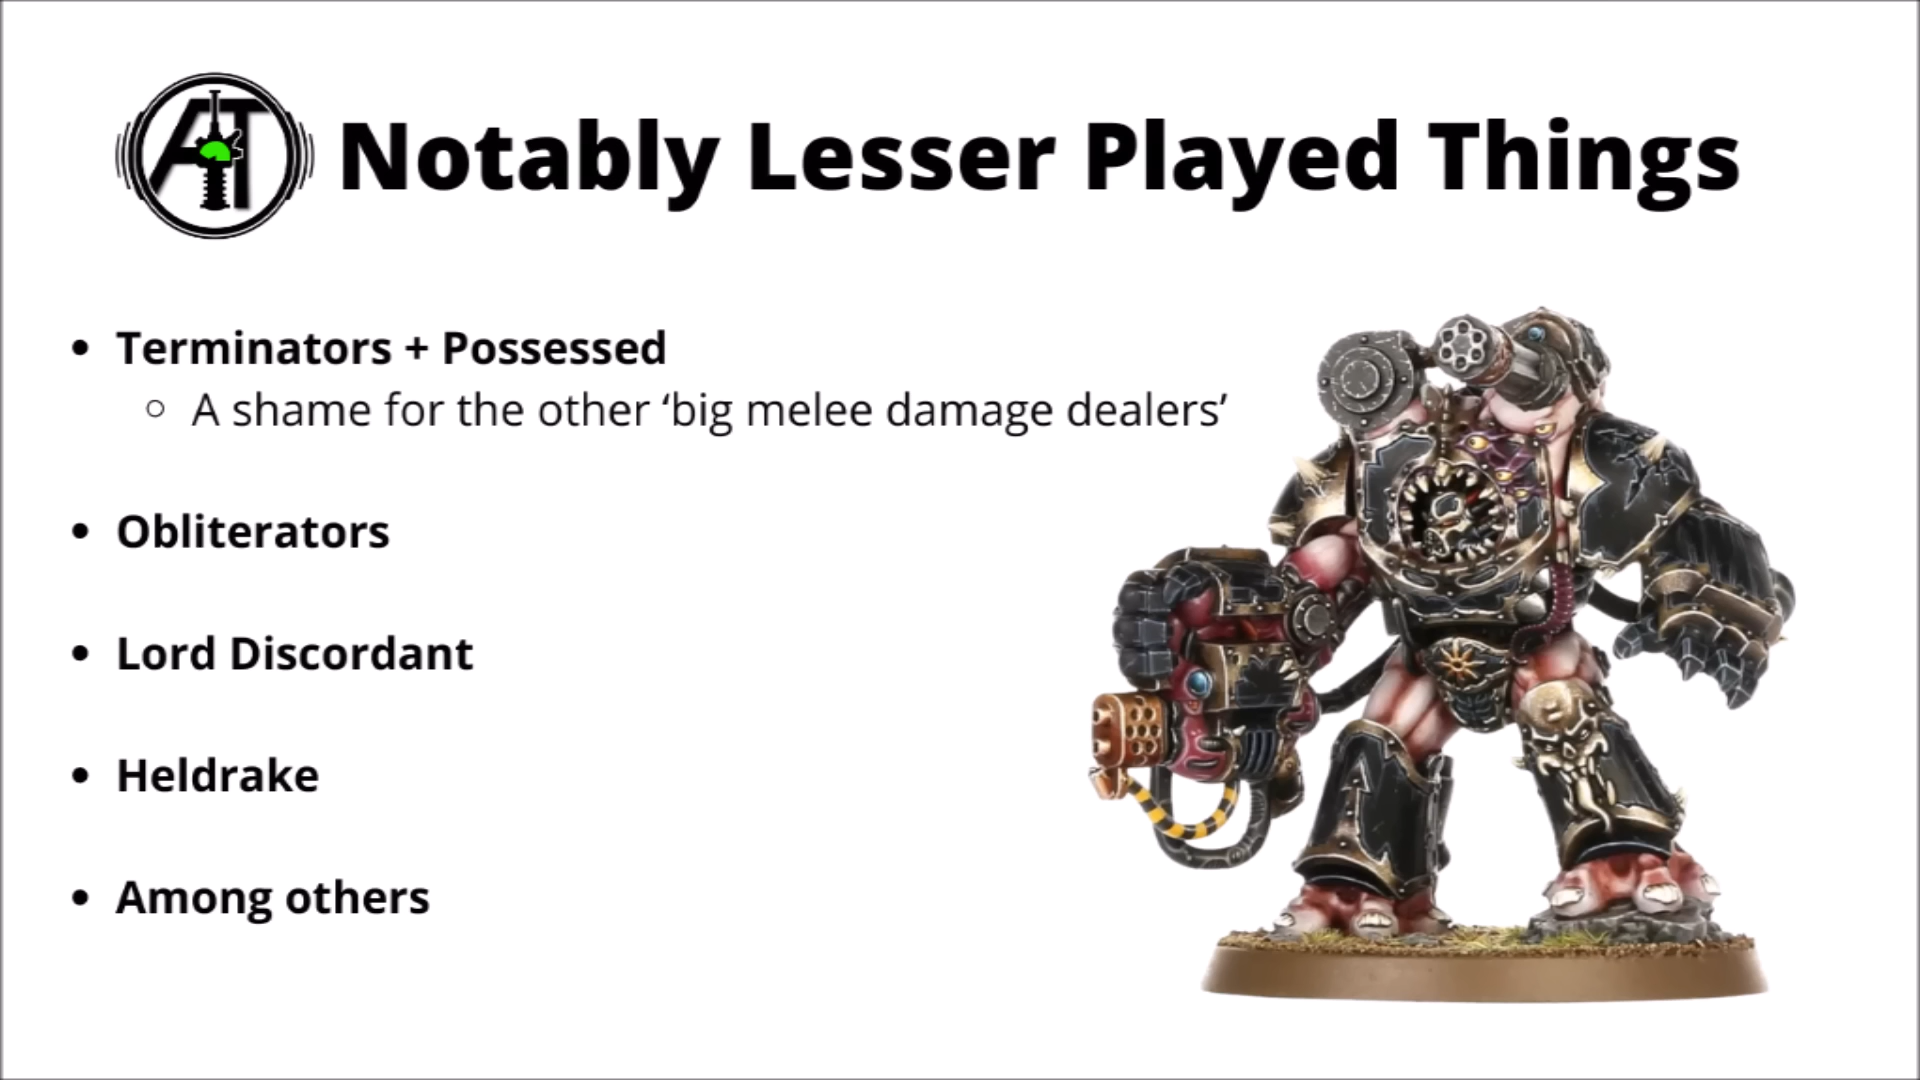 AT
Notably Lesser Played Things
• Terminators + Possessed
○ A shame for the other ‘big melee damage dealers’
• Obliterators
• Lord Discordant
• Heldrake
• Among others